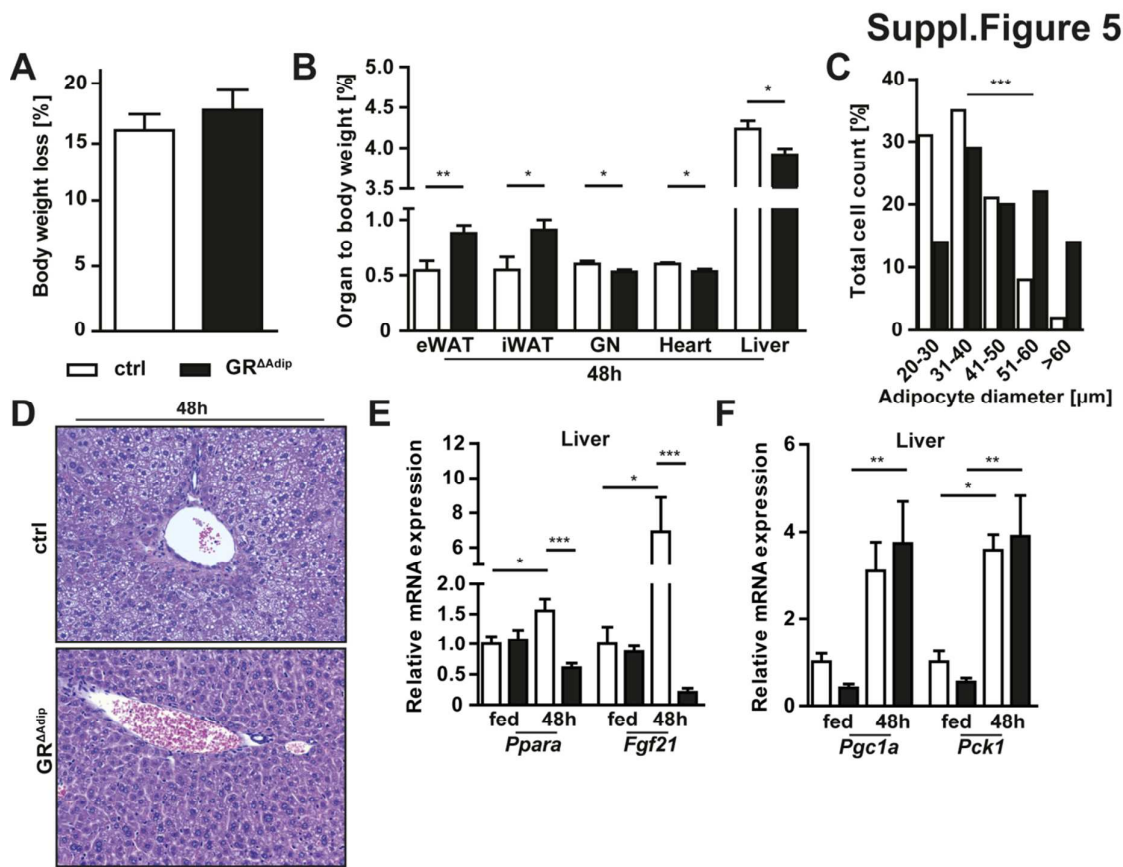 Suppl.Figure 5
A
Body weight loss [%]
20
15
10
5
0
ctrl
GRΔAdip
B
Organ to body weight [%]
5.0
4.5
4.0
3.5
1.0
0.5
0
**
*
*
*
*
eWAT iWAT GN Heart Liver
48h
C
Total cell count [%]
40
30
20
10
0
***
20-30 31-40 41-50 51-60 >60
Adipocyte diameter [µm]
D
48h
ctrl
GRΔAdip
E
Liver
Relative mRNA expression
12
10
8
6
2.0
1.5
1.0
0.5
0
*
***
*
***
fed 48h fed 48h
Ppara Fgf21
F
Liver
Relative mRNA expression
6
4
2
0
**
*
**
fed 48h fed 48h
Pgc1a Pck1